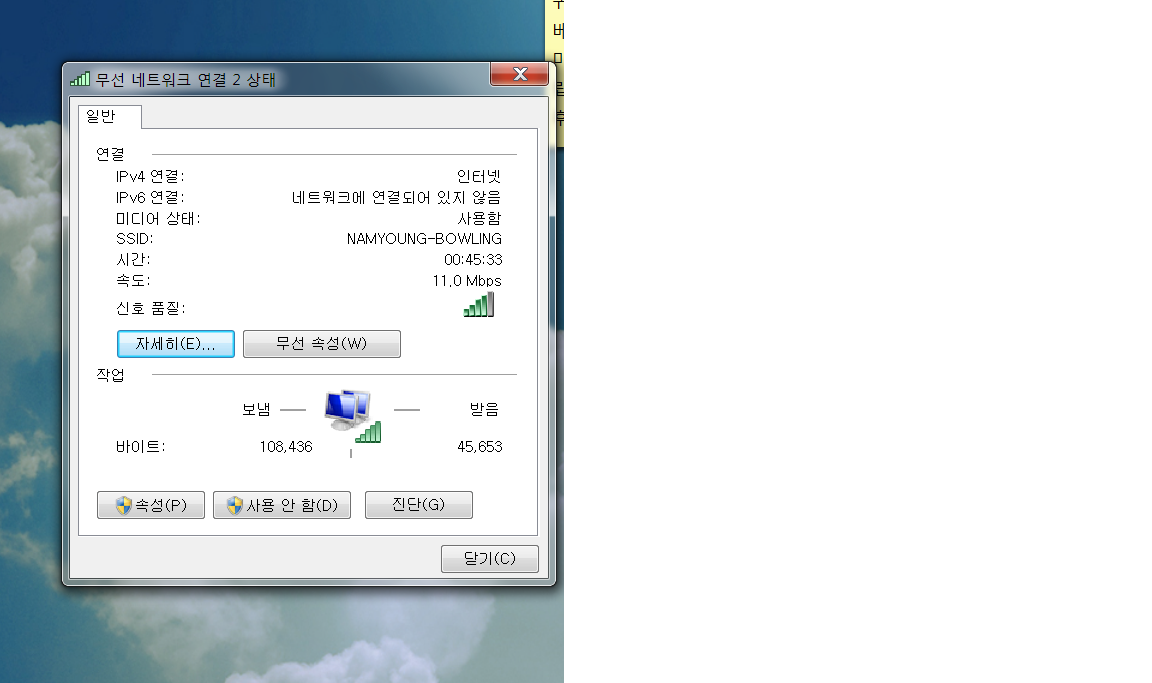 무선 네트워크 연결 2 상태
일반
연결
IPv4 연결: 인터넷
IPv6 연결: 네트워크에 연결되어 있지 않음
미디어 상태: 사용함
SSID: NAMYOUNG-BOWLING
시간: 00:45:33
속도: 11.0 Mbps
신호 품질:
자세히(E)... 무선 속성(W)
작업
보냄 받음
바이트: 108,436 45,653
속성(P) 사용 안 함(D) 진단(G)
닫기(C)